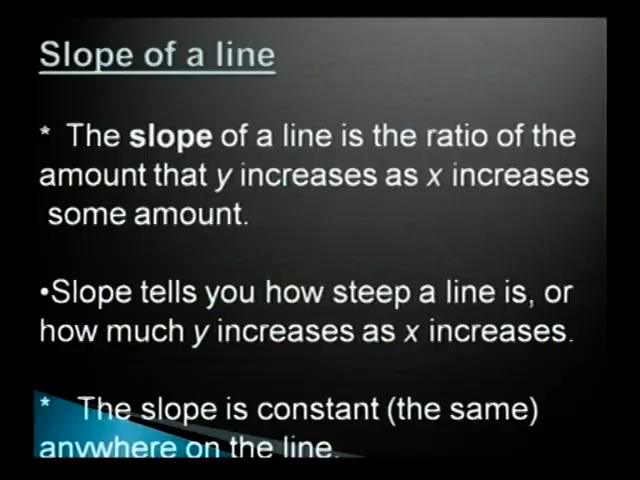 Slope of a line
* The slope of a line is the ratio of the
amount that y increases as x increases
some amount.
•Slope tells you how steep a line is, or
how much y increases as x increases.
* The slope is constant (the same)
anywhere on the line.